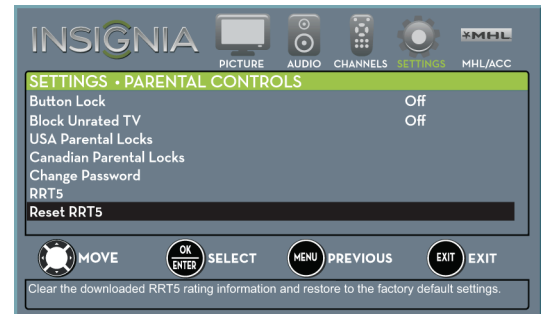 INSIGNIA
PICTURE AUDIO CHANNELS SETTINGS MHL/ACC
MHL
SETTINGS • PARENTAL CONTROLS
Button Lock Off
Block Unrated TV Off
USA Parental Locks
Canadian Parental Locks
Change Password
RRT5
Reset RRT5
MOVE OK ENTER SELECT MENU PREVIOUS EXIT EXIT
Clear the downloaded RRT5 rating information and restore to the factory default settings.